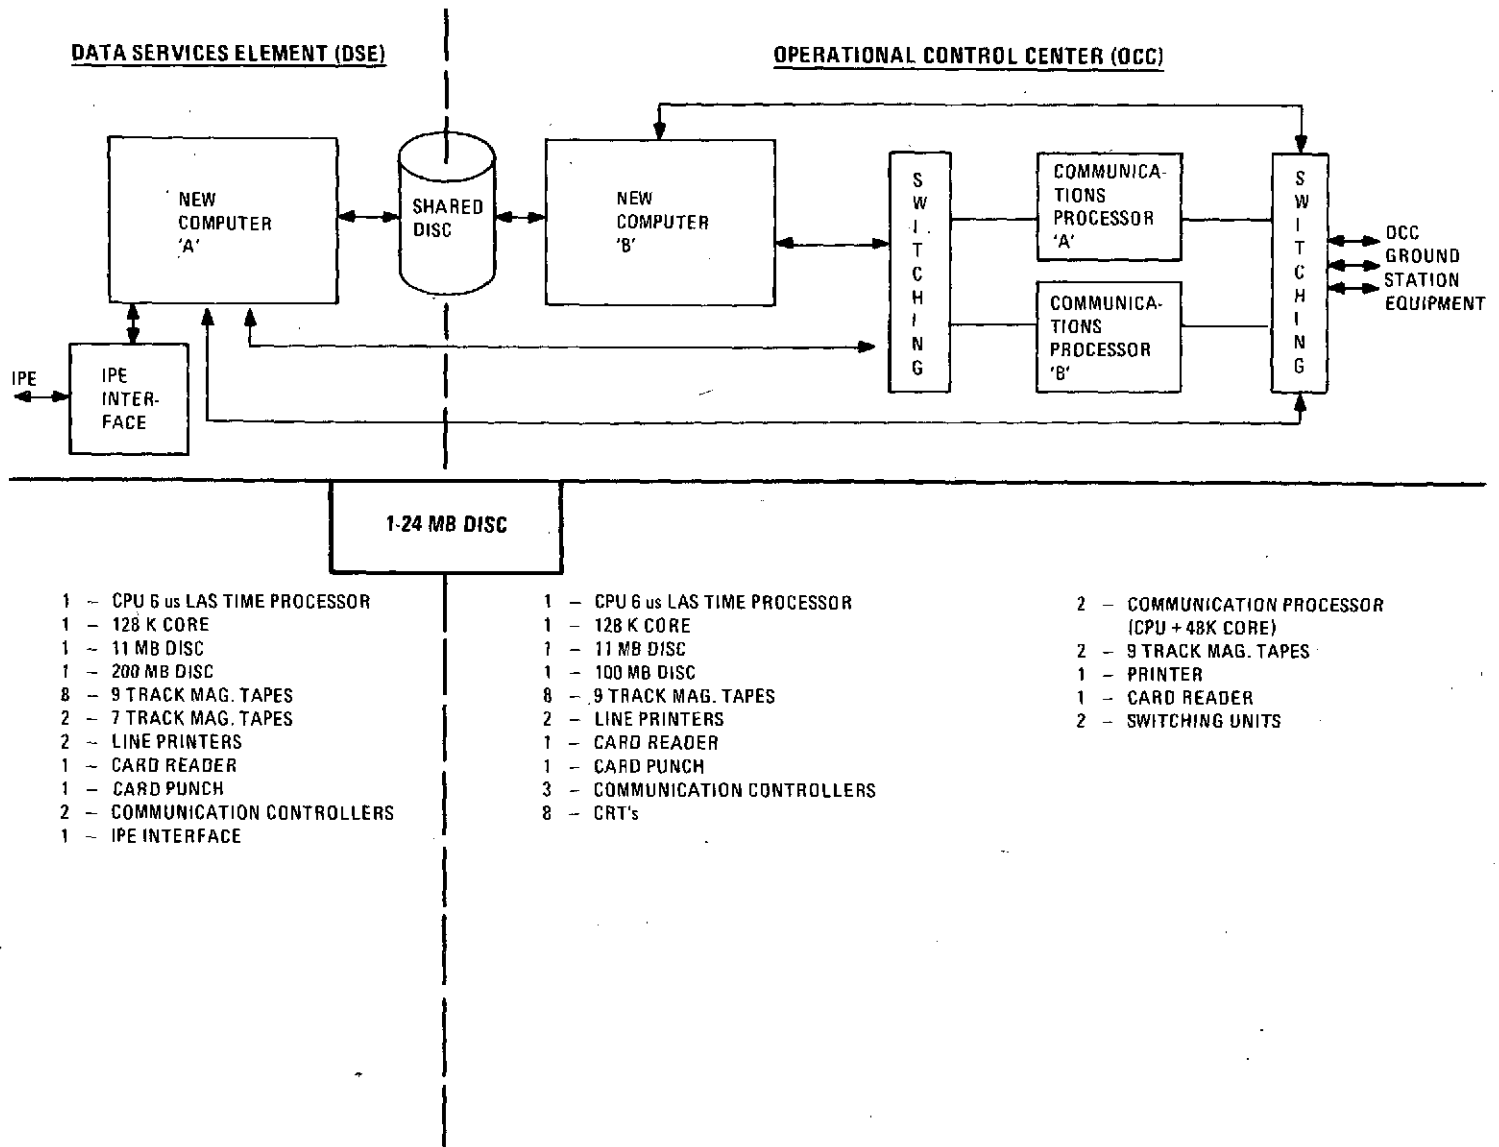 DATA SERVICES ELEMENT (DSE)
OPERATIONAL CONTROL CENTER (OCC)
NEW
COMPUTER
'A'
SHARED
DISC
NEW
COMPUTER
'B'
SWITCHING
COMMUNICA-
TIONS
PROCESSOR
'A'
COMMUNICA-
TIONS
PROCESSOR
'B'
SWITCHING
OCC
GROUND
STATION
EQUIPMENT
IPE
IPE
INTER-
FACE
1-24 MB DISC
1 – CPU 6 us LAS TIME PROCESSOR
1 – 128 K CORE
1 – 11 MB DISC
1 – 200 MB DISC
8 – 9 TRACK MAG. TAPES
2 – 7 TRACK MAG. TAPES
2 – LINE PRINTERS
1 – CARD READER
1 – CARD PUNCH
2 – COMMUNICATION CONTROLLERS
1 – IPE INTERFACE
1 – CPU 6 us LAS TIME PROCESSOR
1 – 128 K CORE
1 – 11 MB DISC
1 – 100 MB DISC
8 – 9 TRACK MAG. TAPES
2 – LINE PRINTERS
1 – CARD READER
1 – CARD PUNCH
3 – COMMUNICATION CONTROLLERS
8 – CRT's
2 – COMMUNICATION PROCESSOR
(CPU + 48K CORE)
2 – 9 TRACK MAG. TAPES
1 – PRINTER
1 – CARD READER
2 – SWITCHING UNITS